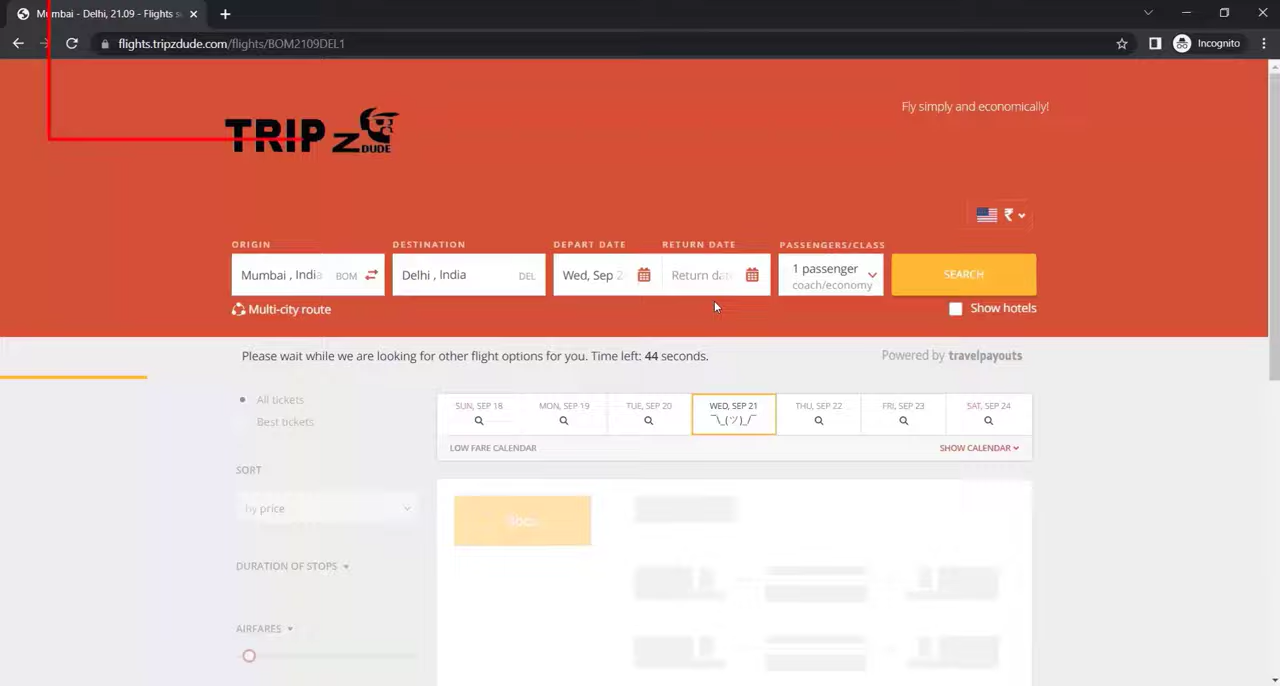 Mumbai - Delhi, 21.09 - Flights s
flights.tripzdude.com/flights/BOM2109DEL1
Incognito
Fly simply and economically!
TRIP Z DUDE
₹
ORIGIN
DESTINATION
DEPART DATE
RETURN DATE
PASSENGERS/CLASS
Mumbai , India BOM
Delhi , India DEL
Wed, Sep 2
Return date
1 passenger
coach/economy
SEARCH
Multi-city route
Show hotels
Please wait while we are looking for other flight options for you. Time left: 44 seconds.
Powered by travelpayouts
All tickets
Best tickets
SUN, SEP 18
MON, SEP 19
TUE, SEP 20
WED, SEP 21
THU, SEP 22
FRI, SEP 23
SAT, SEP 24
¯\_(ツ)_/¯
LOW FARE CALENDAR
SHOW CALENDAR
SORT
by price
DURATION OF STOPS
AIRFARES